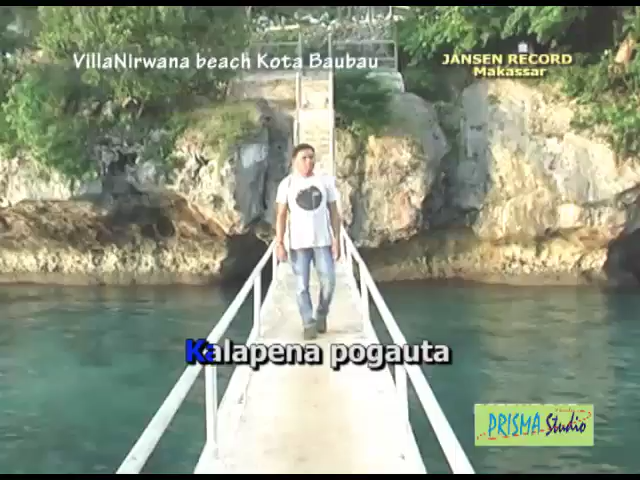 VillaNirwana beach Kota Baubau
JANSEN RECORD
Makassar
Kalapena pogauta
PRISMA Studio